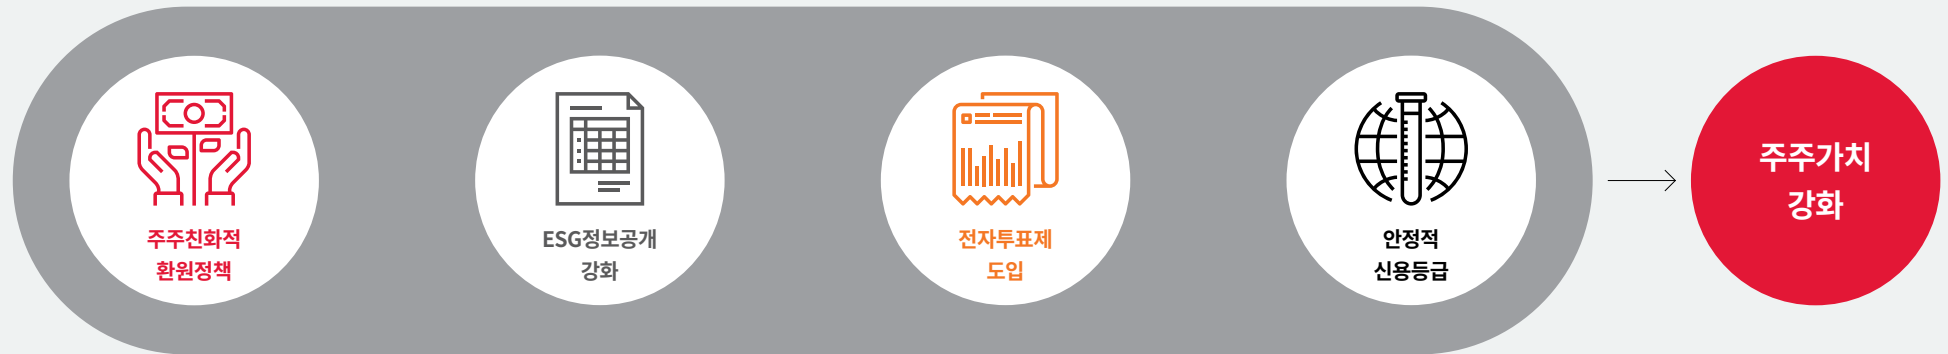 주주친화적
환원정책
ESG정보공개
강화
전자투표제
도입
안정적
신용등급
주주가치
강화